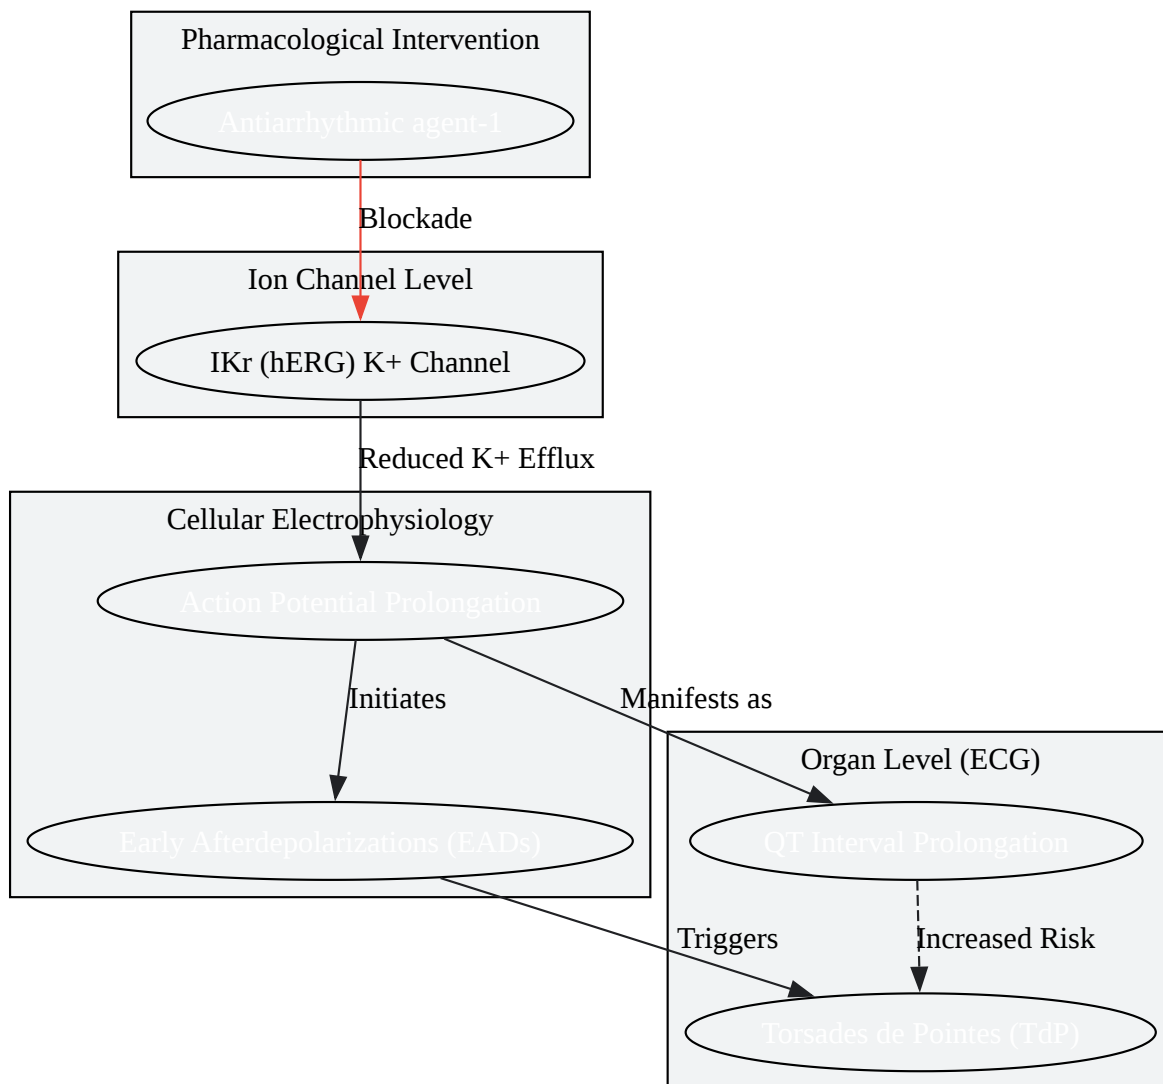 Pharmacological Intervention
Antiarrhythmic agent-1
Blockade
Ion Channel Level
IKr (hERG) K+ Channel
Reduced K+ Efflux
Cellular Electrophysiology
Action Potential Prolongation
Initiates
Manifests as
Organ Level (ECG)
Early Afterdepolarizations (EADs)
QT Interval Prolongation
Triggers
Increased Risk
Torsades de Pointes (TdP)